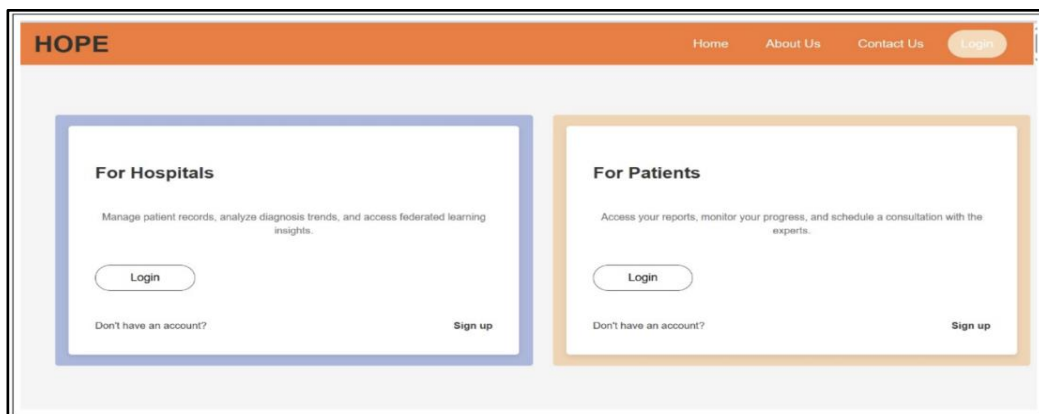 HOPE
Home About Us Contact Us Login
For Hospitals
Manage patient records, analyze diagnosis trends, and access federated learning
insights.
Login
Don't have an account? Sign up
For Patients
Access your reports, monitor your progress, and schedule a consultation with the
experts.
Login
Don't have an account? Sign up